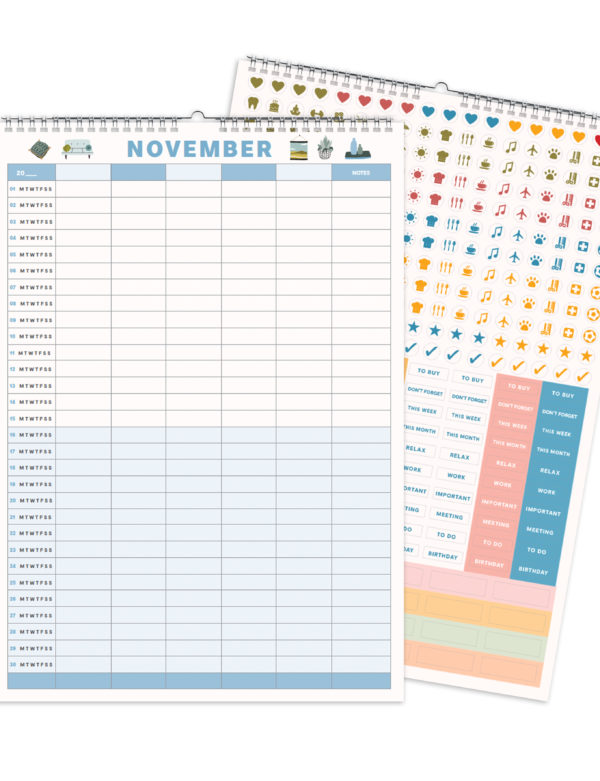 NOVEMBER
20___ NOTES
01 MTWTFSS
02 MTWTFSS
03 MTWTFSS
04 MTWTFSS
05 MTWTFSS
06 MTWTFSS
07 MTWTFSS
08 MTWTFSS
09 MTWTFSS
10 MTWTFSS
11 MTWTFSS
12 MTWTFSS
13 MTWTFSS
14 MTWTFSS
15 MTWTFSS
16 MTWTFSS
17 MTWTFSS
18 MTWTFSS
19 MTWTFSS
20 MTWTFSS
21 MTWTFSS
22 MTWTFSS
23 MTWTFSS
24 MTWTFSS
25 MTWTFSS
26 MTWTFSS
27 MTWTFSS
28 MTWTFSS
29 MTWTFSS
30 MTWTFSS
TO BUY TO BUY TO BUY TO BUY
DON'T FORGET DON'T FORGET DON'T FORGET DON'T FORGET
THIS WEEK THIS WEEK THIS WEEK THIS WEEK
THIS MONTH THIS MONTH THIS MONTH THIS MONTH
RELAX RELAX RELAX RELAX
WORK WORK WORK WORK
IMPORTANT IMPORTANT IMPORTANT IMPORTANT
MEETING MEETING MEETING MEETING
TO DO TO DO TO DO TO DO
BIRTHDAY BIRTHDAY BIRTHDAY BIRTHDAY